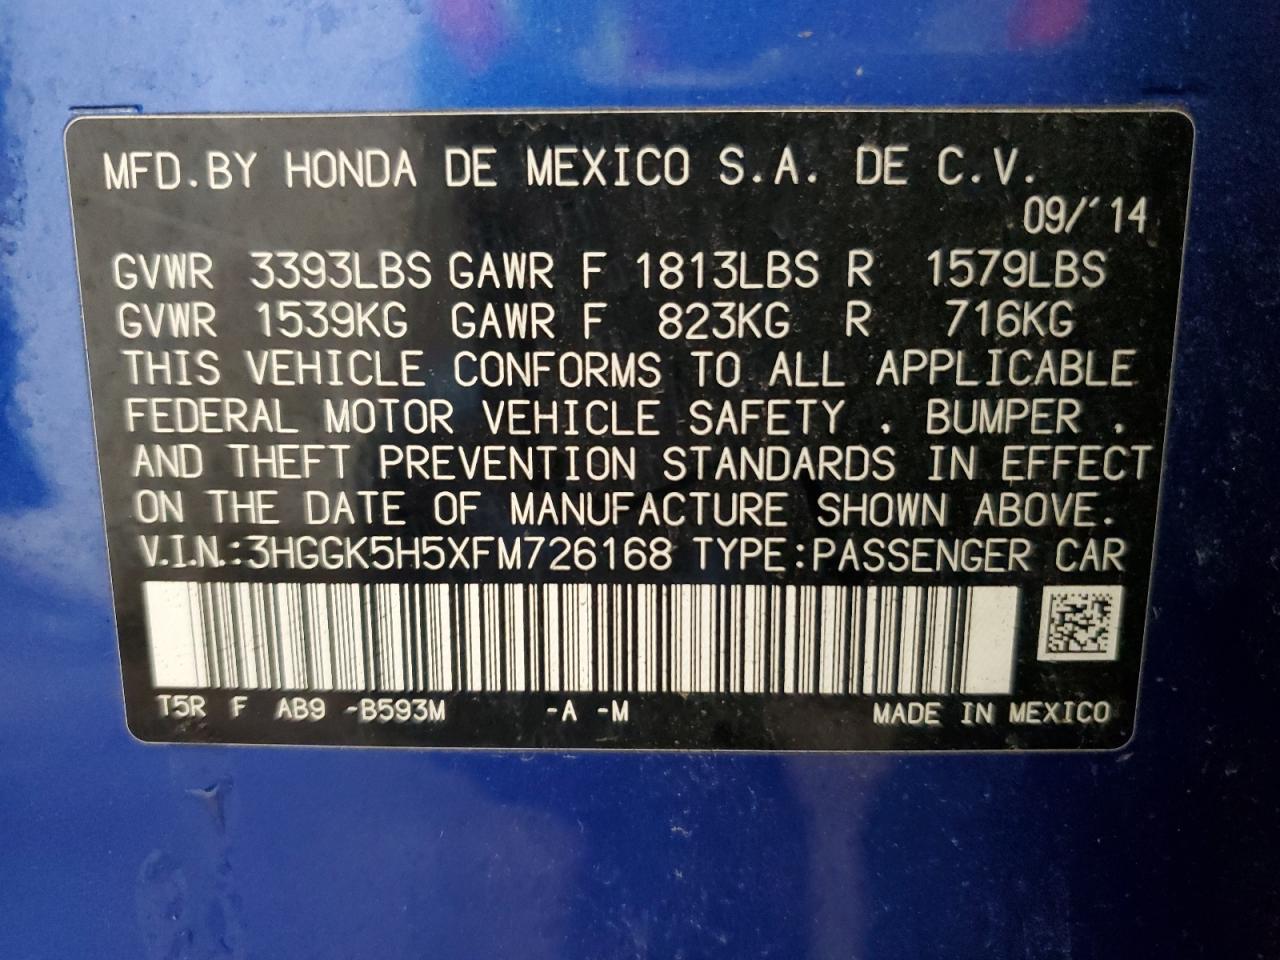 MFD.BY HONDA DE MEXICO S.A. DE C.V.
09/'14
GVWR 3393LBS GAWR F 1813LBS R 1579LBS
GVWR 1539KG GAWR F 823KG R 716KG
THIS VEHICLE CONFORMS TO ALL APPLICABLE
FEDERAL MOTOR VEHICLE SAFETY , BUMPER ,
AND THEFT PREVENTION STANDARDS IN EFFECT
ON THE DATE OF MANUFACTURE SHOWN ABOVE.
V.I.N.:3HGGK5H5XFM726168 TYPE:PASSENGER CAR
T5R F AB9 -B593M -A -M MADE IN MEXICO